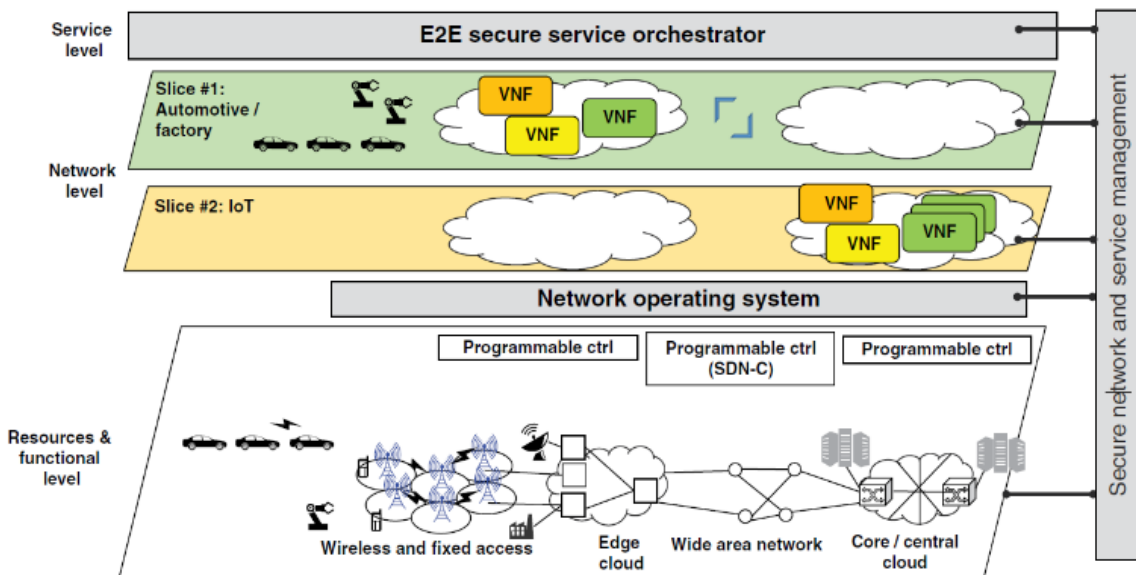 Service
level
E2E secure service orchestrator
Slice #1:
Automotive /
factory
VNF
VNF
VNF
Network
level
Slice #2: IoT
VNF
VNF
VNF
Network operating system
Programmable ctrl
Programmable ctrl
(SDN-C)
Programmable ctrl
Resources &
functional
level
Wireless and fixed access
Edge
cloud
Wide area network
Core / central
cloud
Secure network and service management